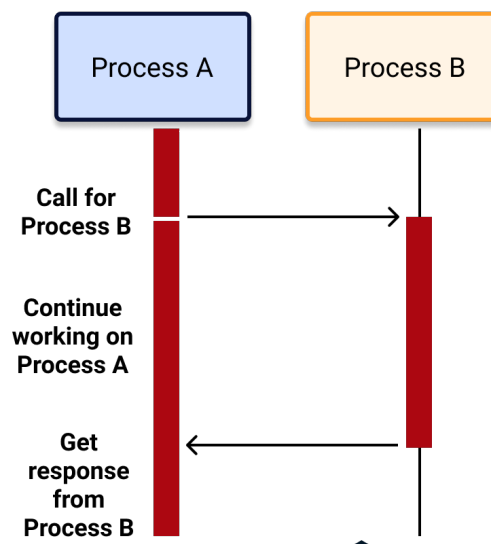 Process A
Process B
Call for
Process B
Continue
working on
Process A
Get
response
from
Process B